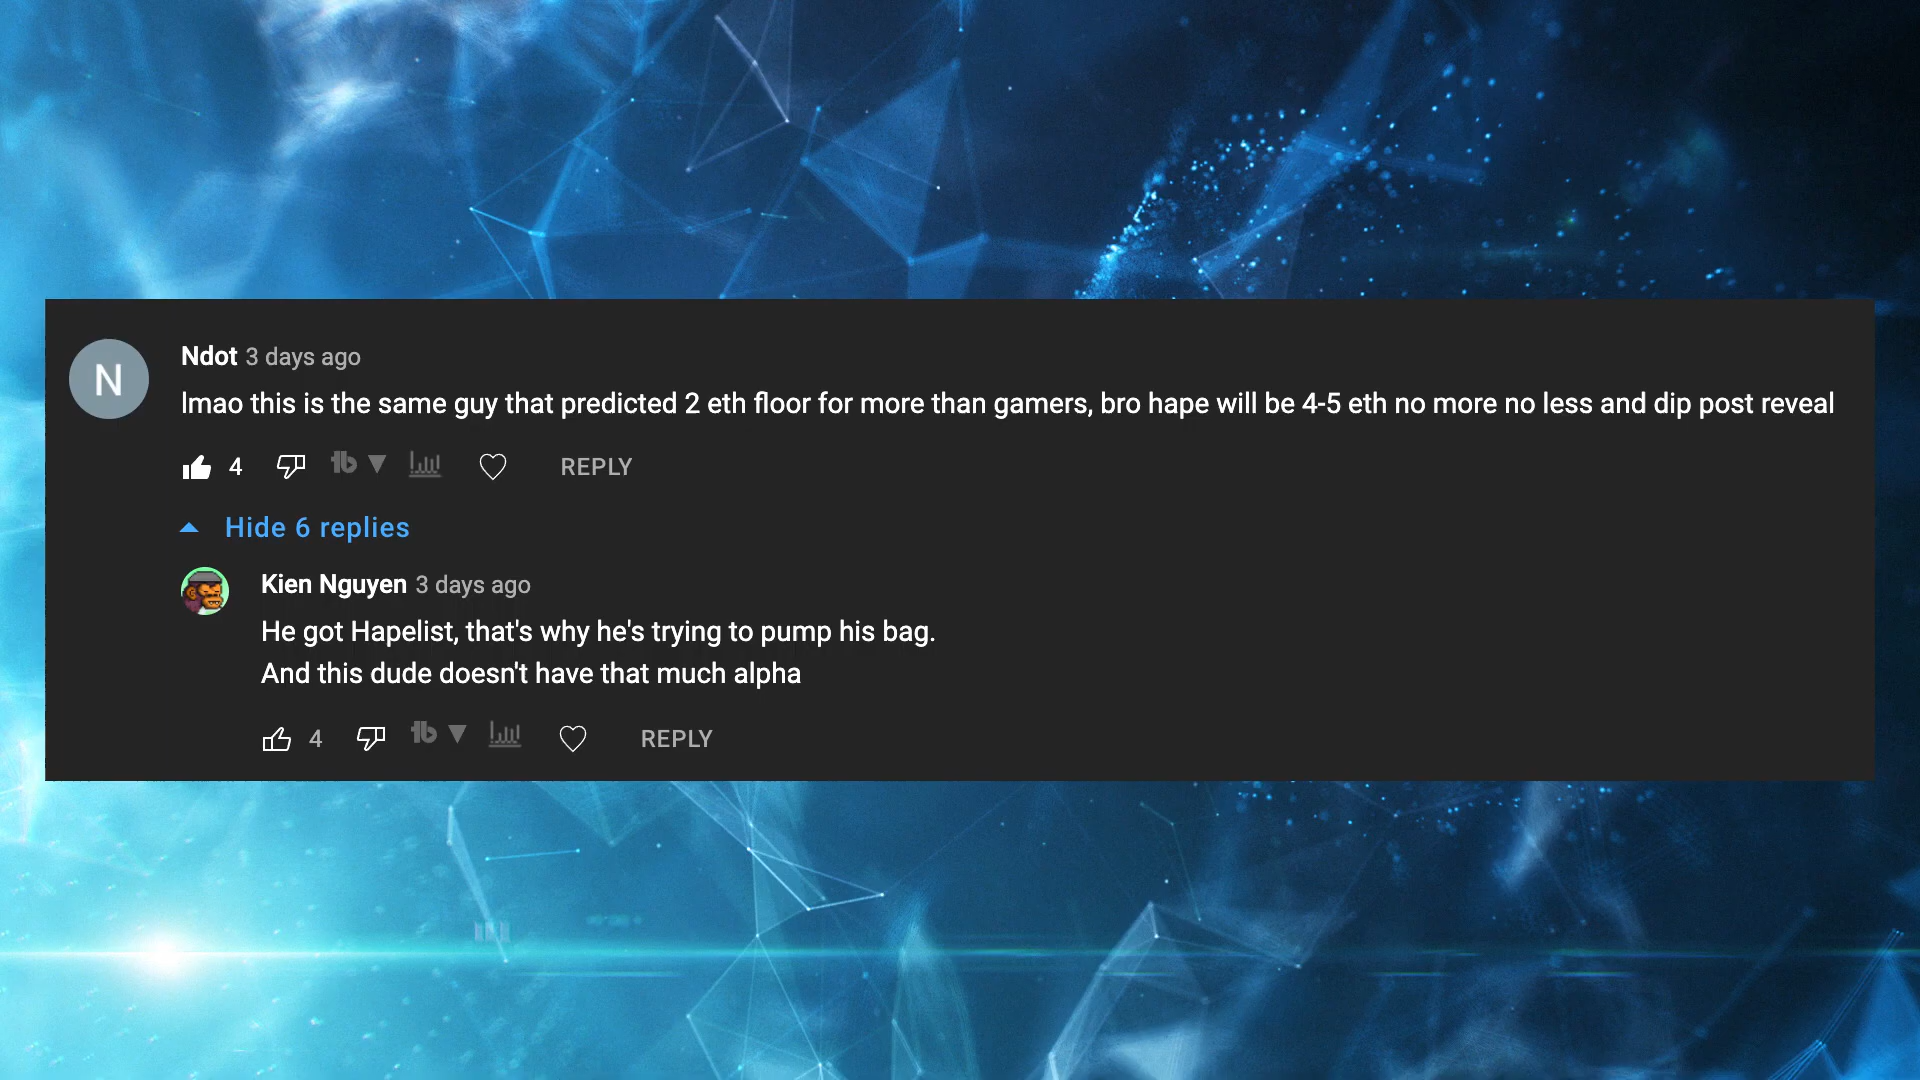 N
Ndot 3 days ago
lmao this is the same guy that predicted 2 eth floor for more than gamers, bro hape will be 4-5 eth no more no less and dip post reveal
4 tb REPLY
Hide 6 replies
Kien Nguyen 3 days ago
He got Hapelist, that's why he's trying to pump his bag.
And this dude doesn't have that much alpha
4 tb REPLY